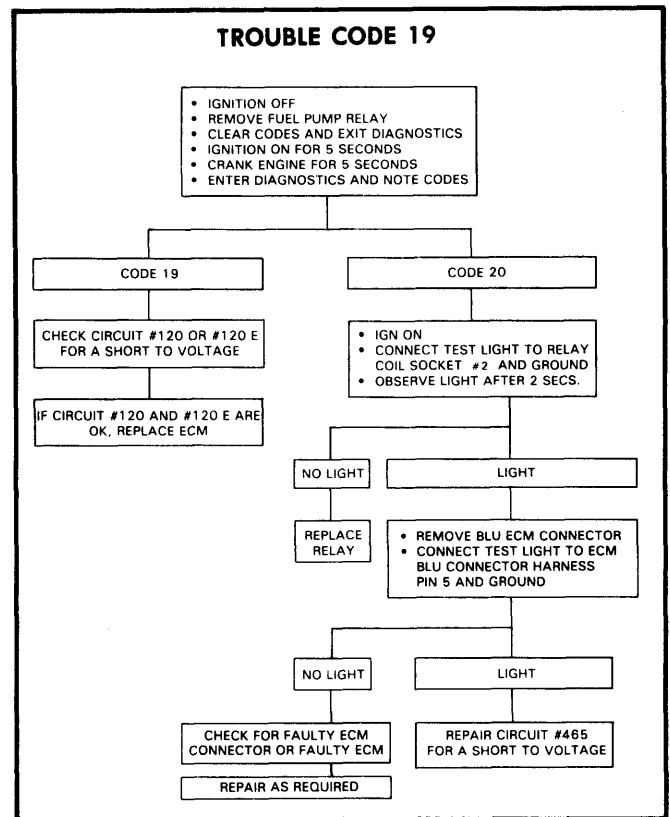 TROUBLE CODE 19
• IGNITION OFF
• REMOVE FUEL PUMP RELAY
• CLEAR CODES AND EXIT DIAGNOSTICS
• IGNITION ON FOR 5 SECONDS
• CRANK ENGINE FOR 5 SECONDS
• ENTER DIAGNOSTICS AND NOTE CODES
CODE 19
CODE 20
CHECK CIRCUIT #120 OR #120 E
FOR A SHORT TO VOLTAGE
• IGN ON
• CONNECT TEST LIGHT TO RELAY
COIL SOCKET #2 AND GROUND
• OBSERVE LIGHT AFTER 2 SECS.
IF CIRCUIT #120 AND #120 E ARE
OK, REPLACE ECM
NO LIGHT
LIGHT
REPLACE
RELAY
• REMOVE BLU ECM CONNECTOR
• CONNECT TEST LIGHT TO ECM
BLU CONNECTOR HARNESS
PIN 5 AND GROUND
NO LIGHT
LIGHT
CHECK FOR FAULTY ECM
CONNECTOR OR FAULTY ECM
REPAIR CIRCUIT #465
FOR A SHORT TO VOLTAGE
REPAIR AS REQUIRED